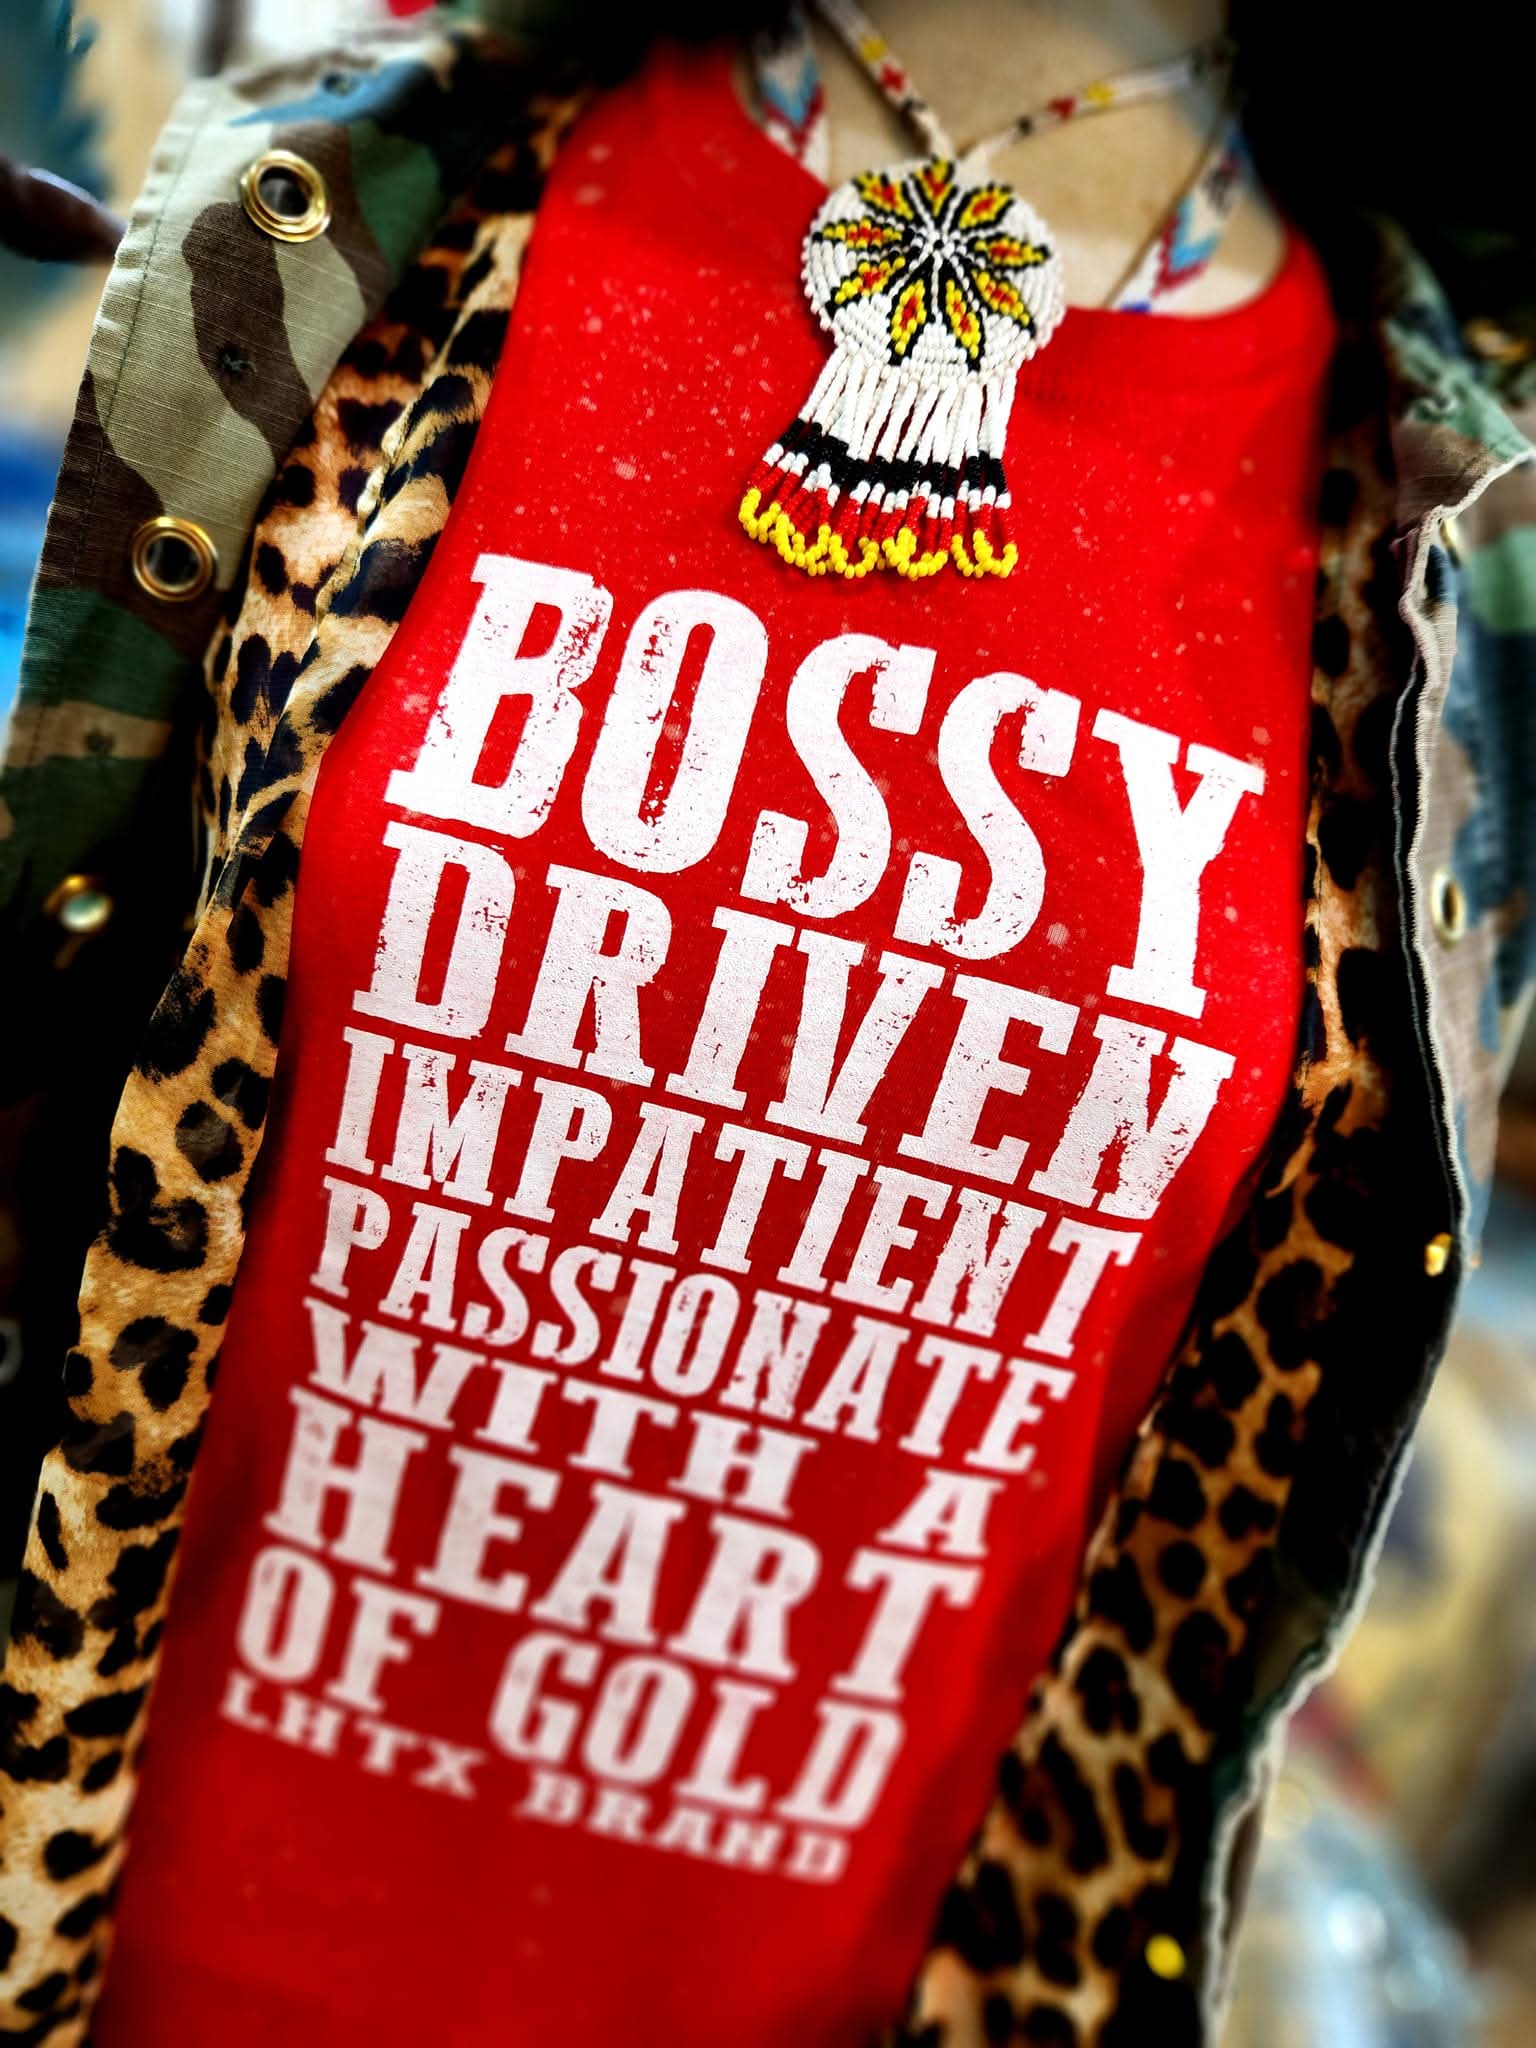 BOSSY
DRIVEN
IMPATIENT
PASSIONATE
WITH A
HEART
OF GOLD
LHTX BRAND